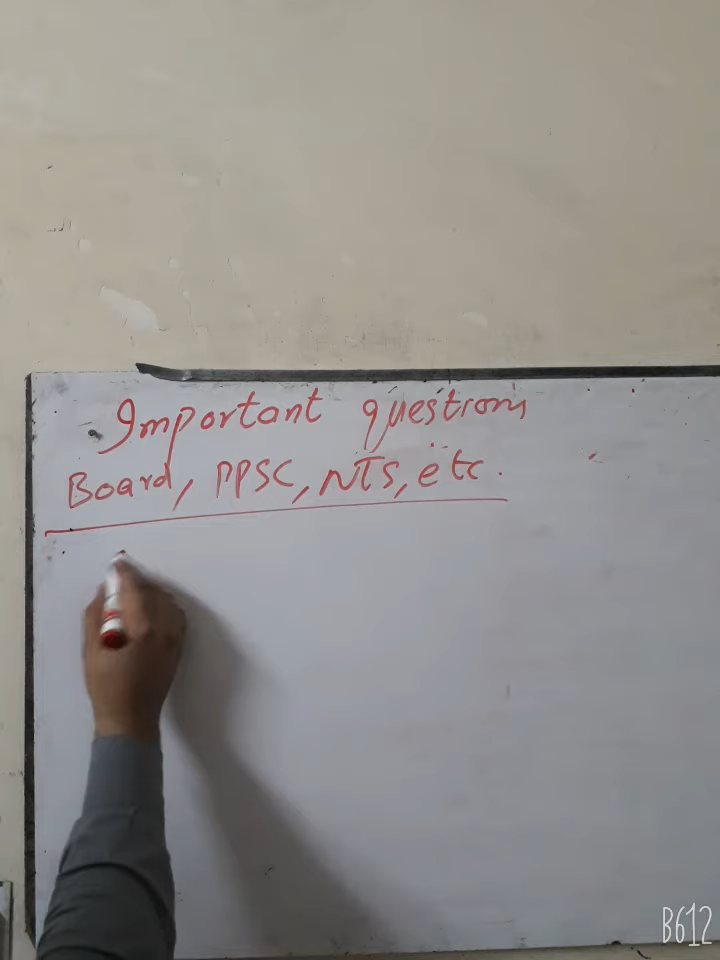 Important questions
Board, PPSC, NTS, etc.
B612